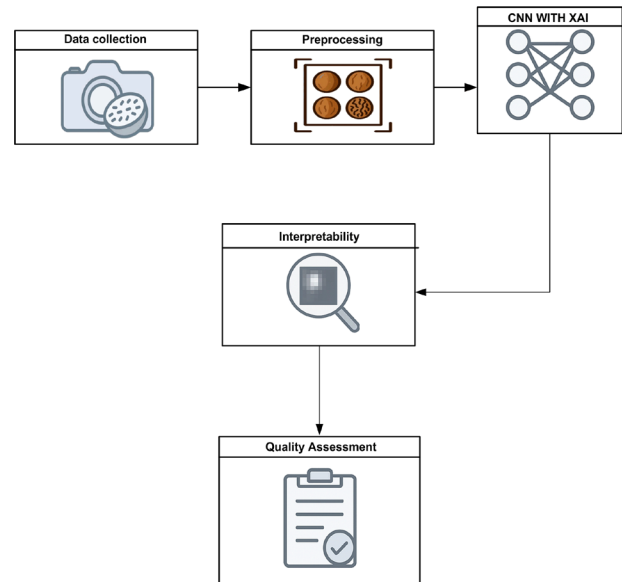 Data collection
Preprocessing
CNN WITH XAI
Interpretability
Quality Assessment